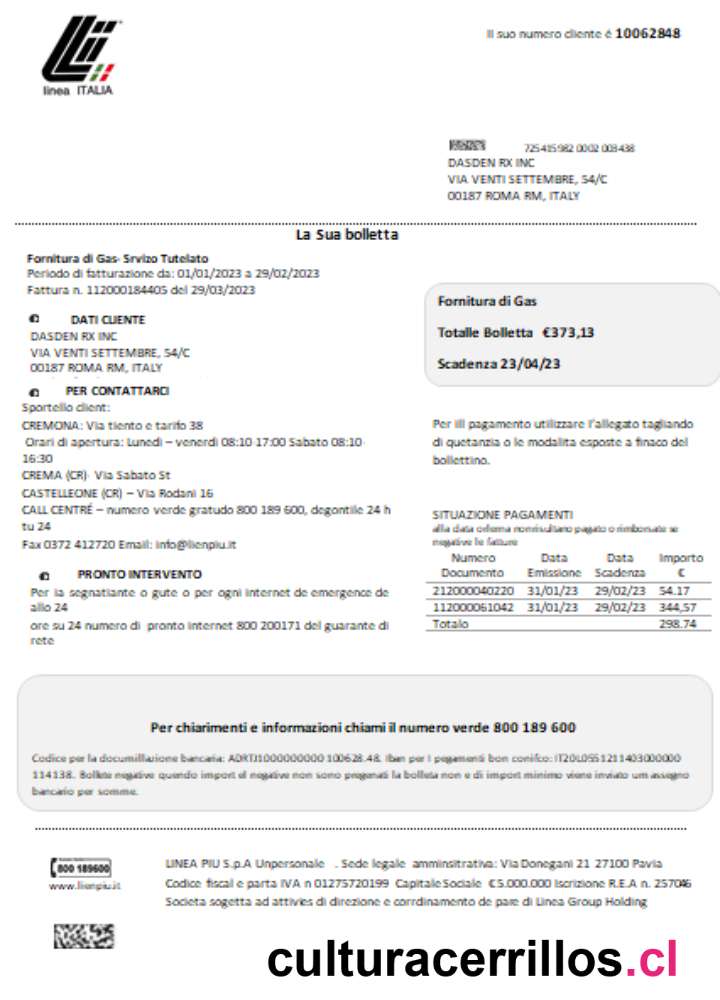 linea ITALIA
Il suo numero cliente é 10062848
725415982 0002 003438
DASDEN RX INC
VIA VENTI SETTEMBRE, 54/C
00187 ROMA RM, ITALY
La Sua bolletta
Fornitura di Gas- Srvizo Tutelato
Periodo di fatturazione da: 01/01/2023 a 29/02/2023
Fattura n. 112000184405 del 29/03/2023
DATI CLIENTE
DASDEN RX INC
VIA VENTI SETTEMBRE, 54/C
00187 ROMA RM, ITALY
Fornitura di Gas
Totalle Bolletta €373,13
Scadenza 23/04/23
PER CONTATTARCI
Sportello client:
CREMONA: Via tiento e tarifo 38
Orari di apertura: Lunedi – venerdi 08:10-17:00 Sabato 08:10-
16:30
CREMA (CR)- Via Sabato St
CASTELLEONE (CR) – Via Rodani 16
CALL CENTRÉ – numero verde gratudo 800 189 600, degontile 24 h
tu 24
Fax 0372 412720 Email: info@lienpiu.it
Per ill pagamento utilizzare l'allegato tagliando
di quetanzia o le modalita esposte a finaco del
bollettino.
PRONTO INTERVENTO
Per ia segnatiante o gute o per ogni internet de emergence de
allo 24
ore su 24 numero di pronto internet 800 200171 del guarante di
rete
SITUAZIONE PAGAMENTI
alla data pagato o rimborsate se
negative le fatture
Numero Data Data Importo
Documento Emissione Scadenza €
212000040220 31/01/23 29/02/23 54.17
112000061042 31/01/23 29/02/23 344,57
Totalo 298.74
Per chiarimenti e informazioni chiami il numero verde 800 189 600
Codice per la documillazione bancaria: ADRTJ1000000000 100628.48. Iban per i pegamenti bon conifco: IT20L0551211403000000
114138. Bollete negative quendo import el negative non sono pregenati la bolleta non e di import minimo viene inviato um assegno
bancario per somme.
800 189600
www.lienpiu.it
LINEA PIU S.p.A Unpersonale . Sede legale amminsitrativa: Via Donegani 21 27100 Pavia
Codice fiscal e parta IVA n 01275720199 Capitale Sociale €5.000.000 Iscrizione R.E.A n. 257046
Societa sogetta ad attivies di direzione e corrdinamento de pare di Linea Group Holding
culturacerrillos.cl